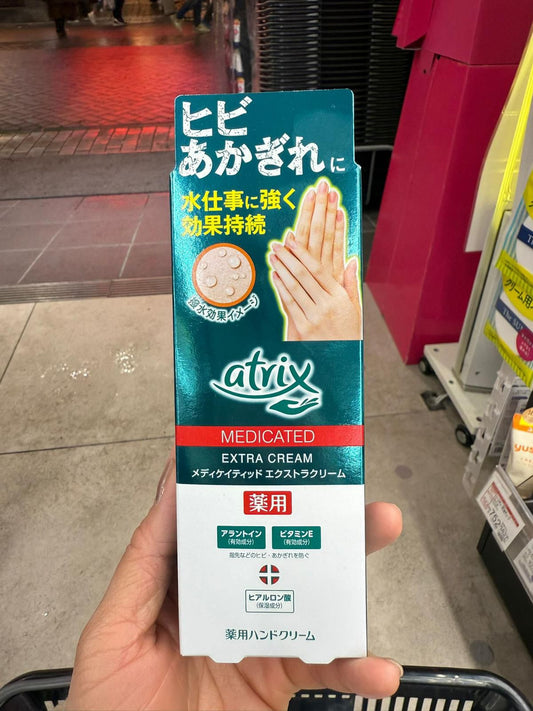 ヒビ
あかぎれに
水仕事に強く
効果持続
撥水効果イメージ
atrix
MEDICATED
EXTRA CREAM
メディケイティッド エクストラクリーム
薬用
アラントイン
(有効成分)
ビタミンE
(有効成分)
指先などのヒビ・あかぎれを防ぐ
ヒアルロン酸
(保湿成分)
薬用ハンドクリーム